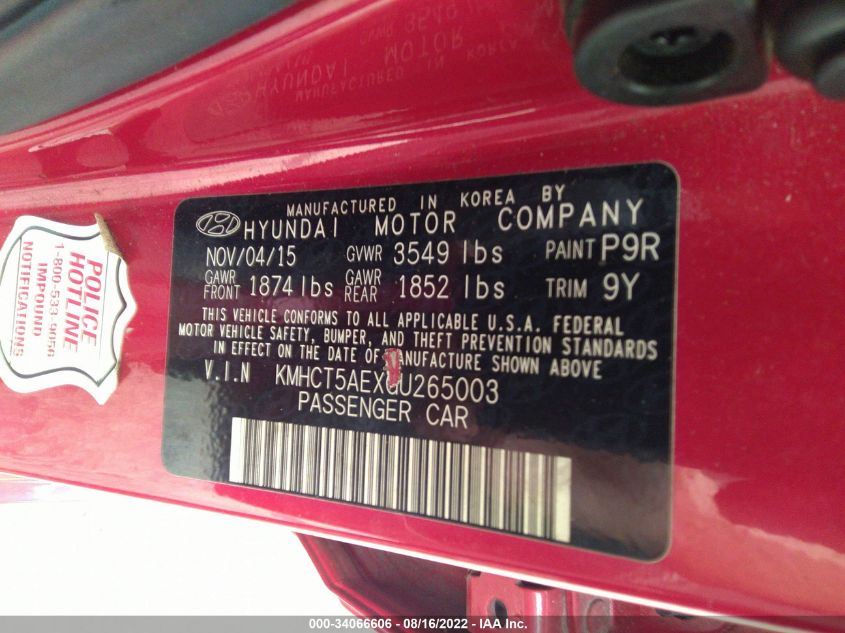 MANUFACTURED IN KOREA BY
HYUNDAI MOTOR COMPANY
NOV/04/15 GVWR 3549 lbs PAINT P9R
GAWR FRONT 1874 lbs GAWR REAR 1852 lbs TRIM 9Y
THIS VEHICLE CONFORMS TO ALL APPLICABLE U.S.A. FEDERAL
MOTOR VEHICLE SAFETY, BUMPER, AND THEFT PREVENTION STANDARDS
IN EFFECT ON THE DATE OF MANUFACTURE SHOWN ABOVE
V.I.N KMHCT5AEXGU265003
PASSENGER CAR
POLICE
HOTLINE
1-800-533-9056
IMPOUND
NOTIFICATIONS
000-34066606 - 08/16/2022 - IAA Inc.